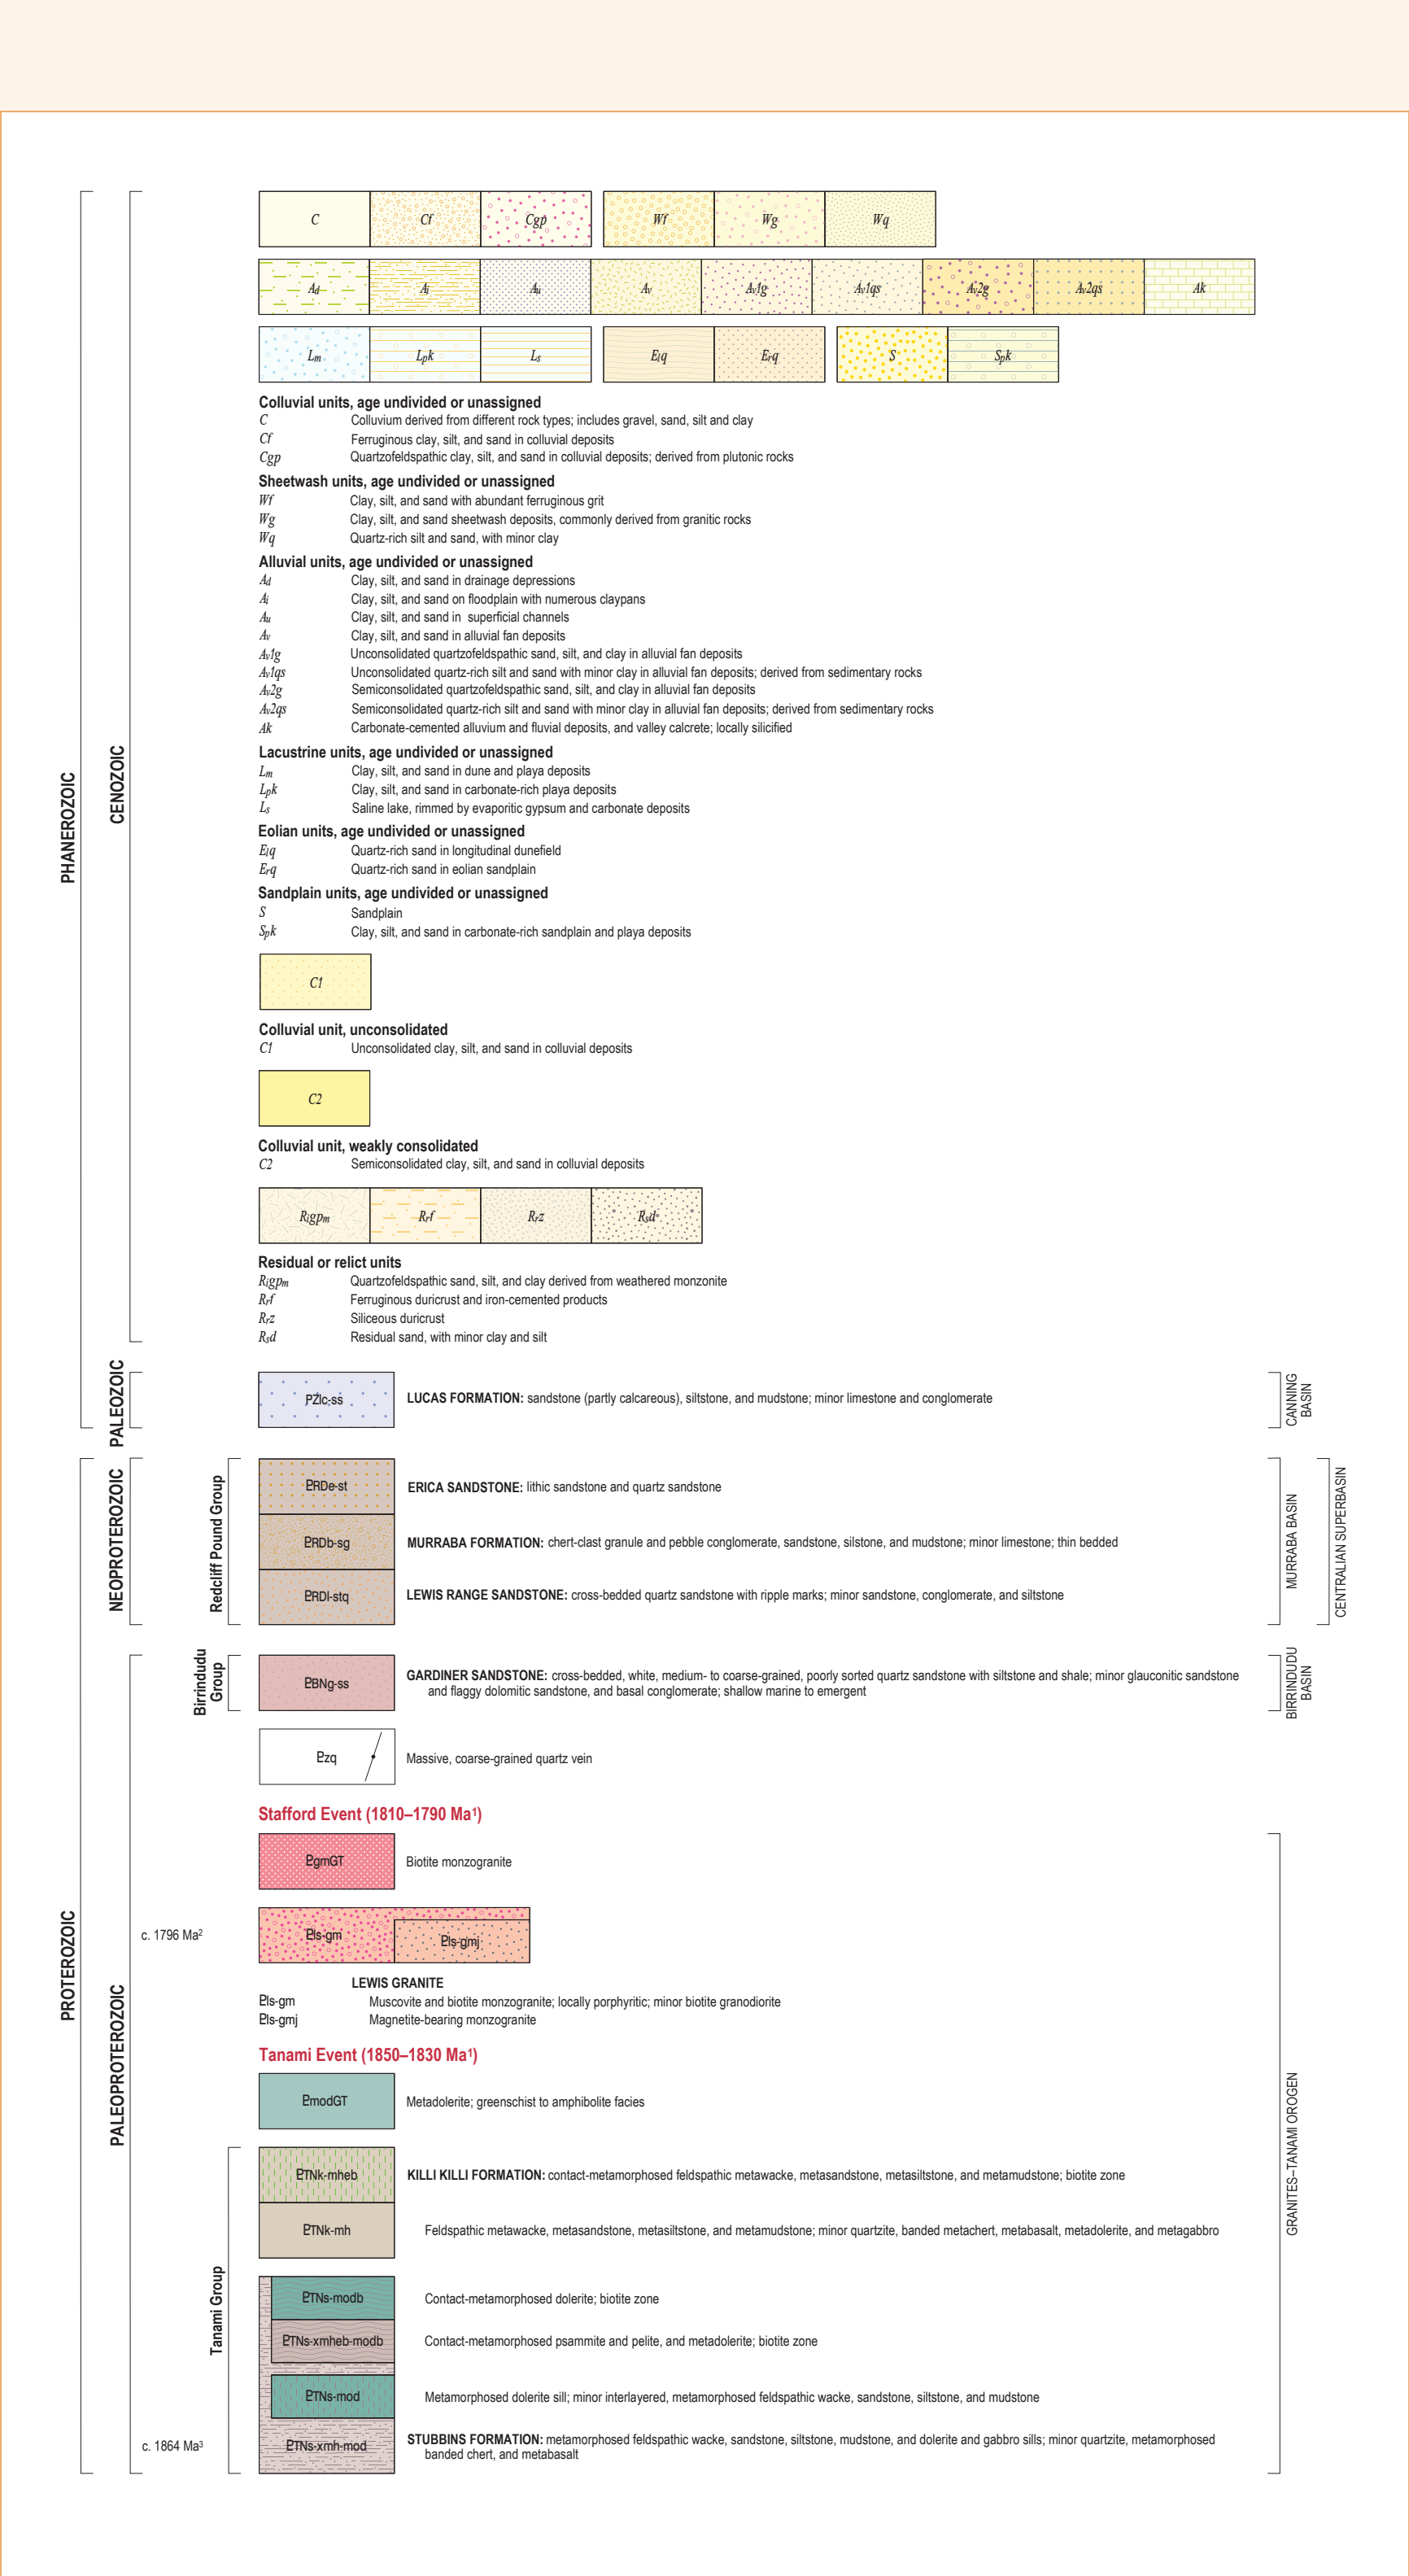 C Cf Cgp Wf Wg Wq
Ad Ai Au Av Av1g Av1qs Av2g Av2qs Ak
Lm Lpk Ls Elq Erq S Spk
Colluvial units, age undivided or unassigned
C Colluvium derived from different rock types; includes gravel, sand, silt and clay
Cf Ferruginous clay, silt, and sand in colluvial deposits
Cgp Quartzofeldspathic clay, silt, and sand in colluvial deposits; derived from plutonic rocks
Sheetwash units, age undivided or unassigned
Wf Clay, silt, and sand with abundant ferruginous grit
Wg Clay, silt, and sand sheetwash deposits, commonly derived from granitic rocks
Wq Quartz-rich silt and sand, with minor clay
Alluvial units, age undivided or unassigned
Ad Clay, silt, and sand in drainage depressions
Ai Clay, silt, and sand on floodplain with numerous claypans
Au Clay, silt, and sand in superficial channels
Av Clay, silt, and sand in alluvial fan deposits
Av1g Unconsolidated quartzofeldspathic sand, silt, and clay in alluvial fan deposits
Av1qs Unconsolidated quartz-rich silt and sand with minor clay in alluvial fan deposits; derived from sedimentary rocks
Av2g Semiconsolidated quartzofeldspathic sand, silt, and clay in alluvial fan deposits
Av2qs Semiconsolidated quartz-rich silt and sand with minor clay in alluvial fan deposits; derived from sedimentary rocks
Ak Carbonate-cemented alluvium and fluvial deposits, and valley calcrete; locally silicified
Lacustrine units, age undivided or unassigned
Lm Clay, silt, and sand in dune and playa deposits
Lpk Clay, silt, and sand in carbonate-rich playa deposits
Ls Saline lake, rimmed by evaporitic gypsum and carbonate deposits
Eolian units, age undivided or unassigned
Elq Quartz-rich sand in longitudinal dunefield
Erq Quartz-rich sand in eolian sandplain
Sandplain units, age undivided or unassigned
S Sandplain
Spk Clay, silt, and sand in carbonate-rich sandplain and playa deposits
C1
Colluvial unit, unconsolidated
C1 Unconsolidated clay, silt, and sand in colluvial deposits
C2
Colluvial unit, weakly consolidated
C2 Semiconsolidated clay, silt, and sand in colluvial deposits
Rigpm Rrf Rrz Rsd
Residual or relict units
Rigpm Quartzofeldspathic sand, silt, and clay derived from weathered monzonite
Rrf Ferruginous duricrust and iron-cemented products
Rrz Siliceous duricrust
Rsd Residual sand, with minor clay and silt
PHANEROZOIC
CENOZOIC
PALEOZOIC
PZlc-ss LUCAS FORMATION: sandstone (partly calcareous), siltstone, and mudstone; minor limestone and conglomerate
CANNING
BASIN
PROTEROZOIC
NEOPROTEROZOIC
Redcliff Pound Group
ⱣRDe-st ERICA SANDSTONE: lithic sandstone and quartz sandstone
ⱣRDb-sg MURRABA FORMATION: chert-clast granule and pebble conglomerate, sandstone, silstone, and mudstone; minor limestone; thin bedded
ⱣRDl-stq LEWIS RANGE SANDSTONE: cross-bedded quartz sandstone with ripple marks; minor sandstone, conglomerate, and siltstone
MURRABA BASIN
CENTRALIAN SUPERBASIN
PALEOPROTEROZOIC
Birrindudu
Group
ⱣBNg-ss GARDINER SANDSTONE: cross-bedded, white, medium- to coarse-grained, poorly sorted quartz sandstone with siltstone and shale; minor glauconitic sandstone
and flaggy dolomitic sandstone, and basal conglomerate; shallow marine to emergent
BIRRINDUDU
BASIN
Ᵽzq Massive, coarse-grained quartz vein
Stafford Event (1810–1790 Ma¹)
ⱣgmGT Biotite monzogranite
c. 1796 Ma² Ᵽls-gm Ᵽls-gmj
LEWIS GRANITE
Ᵽls-gm Muscovite and biotite monzogranite; locally porphyritic; minor biotite granodiorite
Ᵽls-gmj Magnetite-bearing monzogranite
Tanami Event (1850–1830 Ma¹)
ⱣmodGT Metadolerite; greenschist to amphibolite facies
Tanami Group
ⱣTNk-mheb KILLI KILLI FORMATION: contact-metamorphosed feldspathic metawacke, metasandstone, metasiltstone, and metamudstone; biotite zone
ⱣTNk-mh Feldspathic metawacke, metasandstone, metasiltstone, and metamudstone; minor quartzite, banded metachert, metabasalt, metadolerite, and metagabbro
ⱣTNs-modb Contact-metamorphosed dolerite; biotite zone
ⱣTNs-xmheb-modb Contact-metamorphosed psammite and pelite, and metadolerite; biotite zone
ⱣTNs-mod Metamorphosed dolerite sill; minor interlayered, metamorphosed feldspathic wacke, sandstone, siltstone, and mudstone
c. 1864 Ma³ ⱣTNs-xmh-mod STUBBINS FORMATION: metamorphosed feldspathic wacke, sandstone, siltstone, mudstone, and dolerite and gabbro sills; minor quartzite, metamorphosed
banded chert, and metabasalt
GRANITES–TANAMI OROGEN